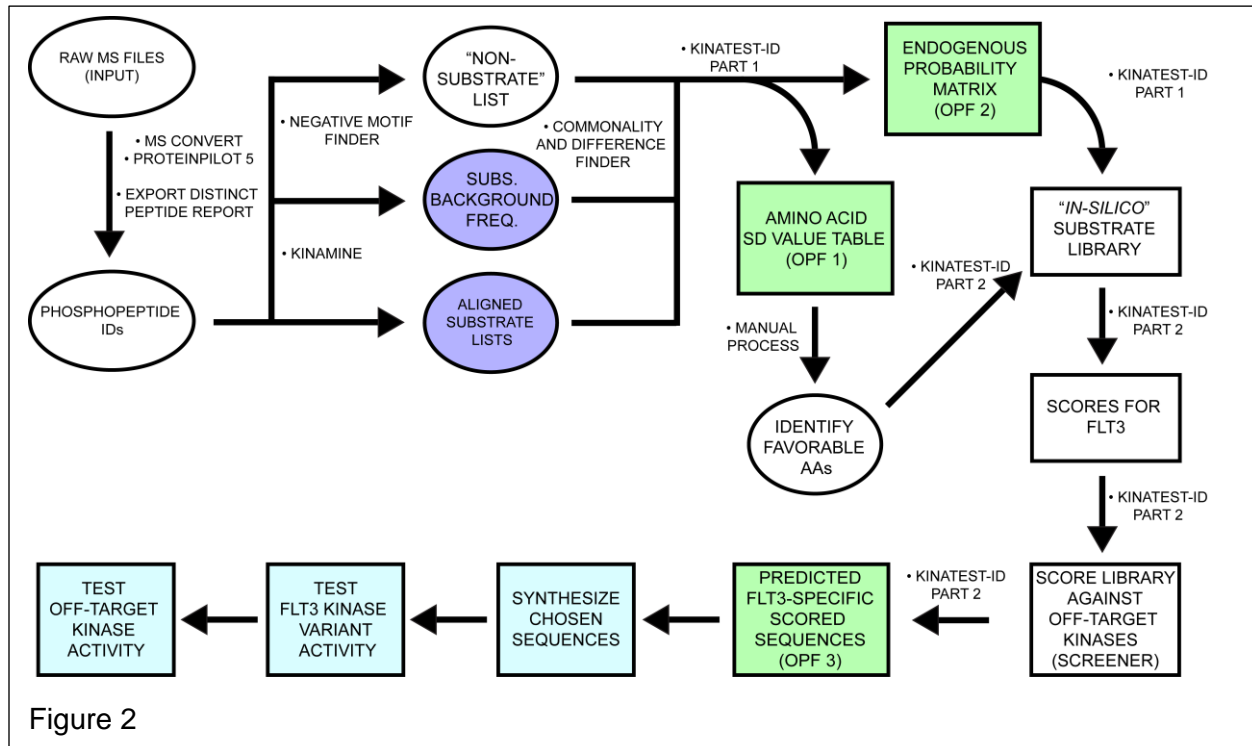 RAW MS FILES
(INPUT)
• MS CONVERT
• PROTEINPILOT 5
• EXPORT DISTINCT
PEPTIDE REPORT
PHOSPHOPEPTIDE
IDs
• NEGATIVE MOTIF
FINDER
• KINAMINE
"NON-
SUBSTRATE"
LIST
SUBS.
BACKGROUND
FREQ.
ALIGNED
SUBSTRATE
LISTS
• COMMONALITY
AND DIFFERENCE
FINDER
• KINATEST-ID
PART 1
ENDOGENOUS
PROBABILITY
MATRIX
(OPF 2)
• KINATEST-ID
PART 1
AMINO ACID
SD VALUE TABLE
(OPF 1)
• MANUAL
PROCESS
IDENTIFY
FAVORABLE
AAs
• KINATEST-ID
PART 2
"IN-SILICO"
SUBSTRATE
LIBRARY
• KINATEST-ID
PART 2
SCORES FOR
FLT3
• KINATEST-ID
PART 2
SCORE LIBRARY
AGAINST
OFF-TARGET
KINASES
(SCREENER)
• KINATEST-ID
PART 2
PREDICTED
FLT3-SPECIFIC
SCORED
SEQUENCES
(OPF 3)
SYNTHESIZE
CHOSEN
SEQUENCES
TEST
FLT3 KINASE
VARIANT
ACTIVITY
TEST
OFF-TARGET
KINASE
ACTIVITY
Figure 2